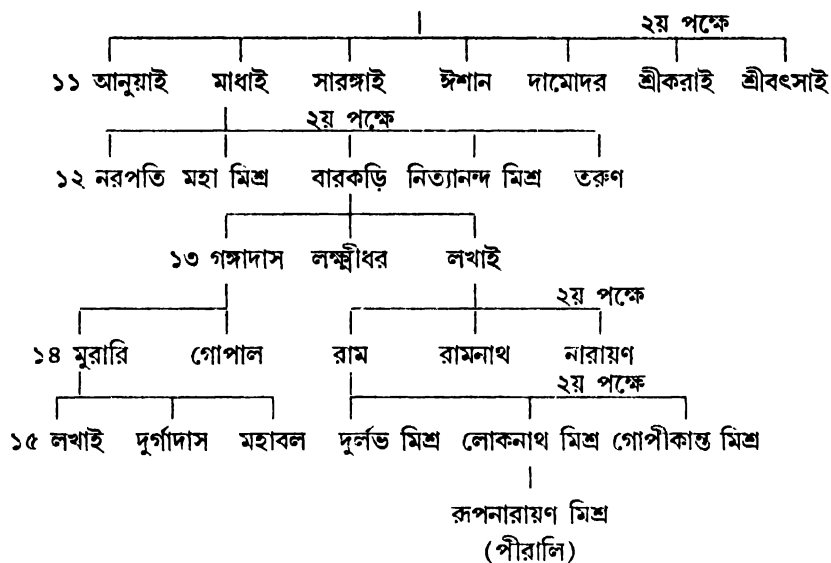 ২য় পক্ষে
১১ আনুয়াই মাধাই সারঙ্গাই ঈশান দামোদর শ্রীকরাই শ্রীবৎসাই
২য় পক্ষে
১২ নরপতি মহা মিশ্র বারকড়ি নিত্যানন্দ মিশ্র তরুণ
১৩ গঙ্গাদাস লক্ষ্মীধর লখাই
২য় পক্ষে
১৪ মুরারি গোপাল রাম রামনাথ নারায়ণ
২য় পক্ষে
১৫ লখাই দুর্গাদাস মহাবল দুর্লভ মিশ্র লোকনাথ মিশ্র গোপীকান্ত মিশ্র
রূপনারায়ণ মিশ্র
(পীরালি)